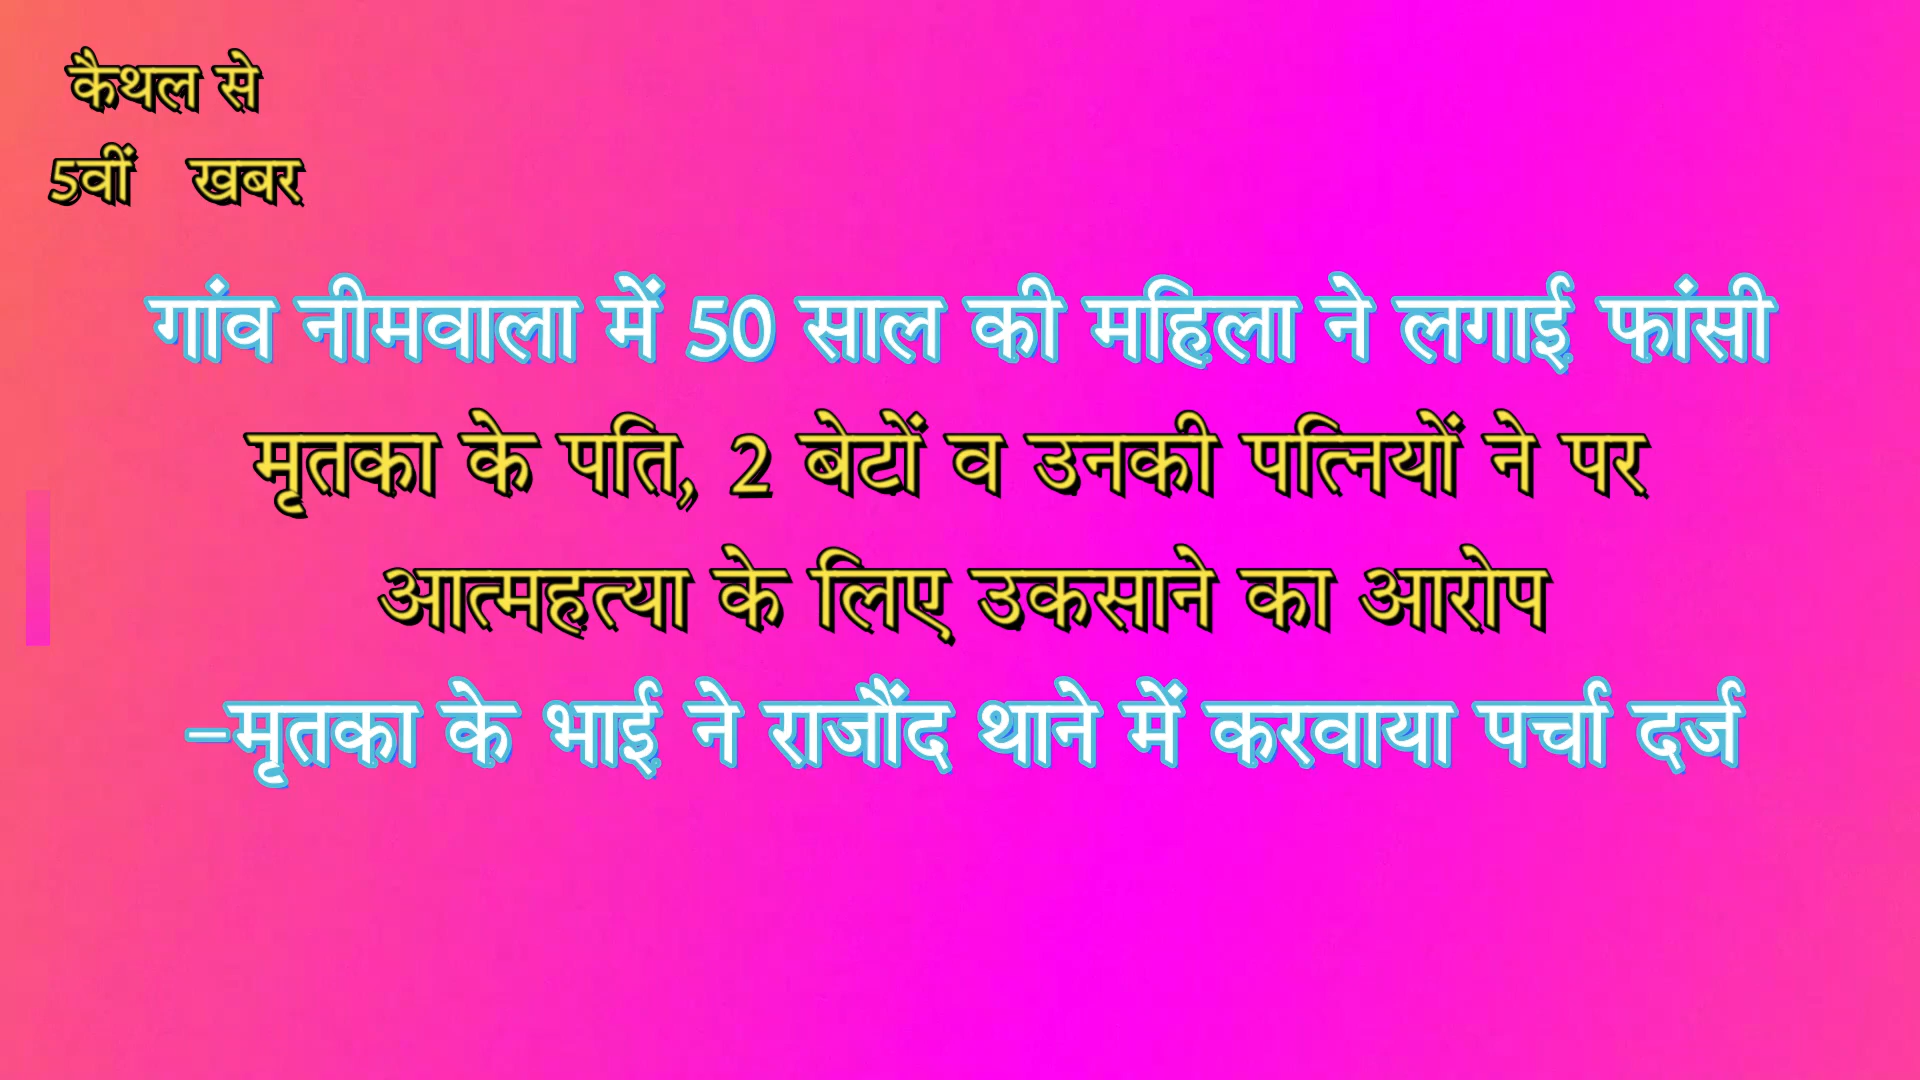 कैथल से
5वीं खबर
गांव नीमवाला में 50 साल की महिला ने लगाई फांसी
मृतका के पति, 2 बेटों व उनकी पत्नियों ने पर
आत्महत्या के लिए उकसाने का आरोप
–मृतका के भाई ने राजौंद थाने में करवाया पर्चा दर्ज